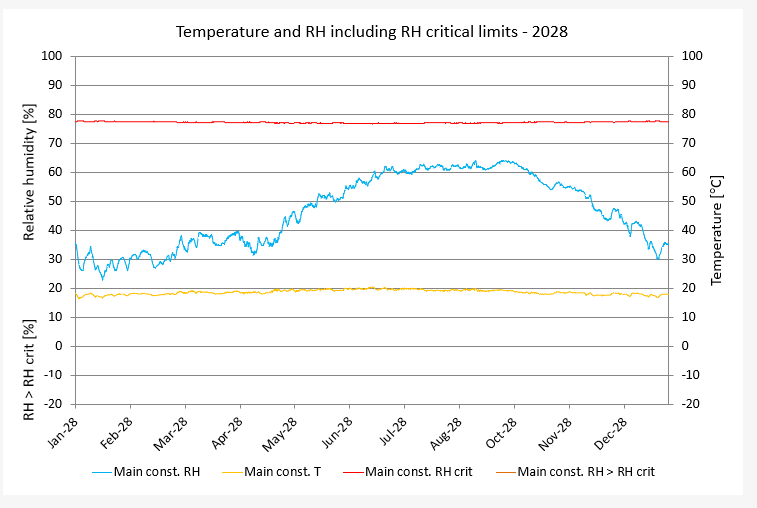 Temperature and RH including RH critical limits - 2028
Relative humidity [%]
RH > RH crit [%]
100
90
80
70
60
50
40
30
20
10
0
-10
-20
100
90
80
70
60
50
40
30
20
10
0
-10
-20
Temperature [°C]
Jan-28
Feb-28
Mar-28
Apr-28
May-28
Jun-28
Jul-28
Aug-28
Oct-28
Nov-28
Dec-28
Main const. RH
Main const. T
Main const. RH crit
Main const. RH > RH crit